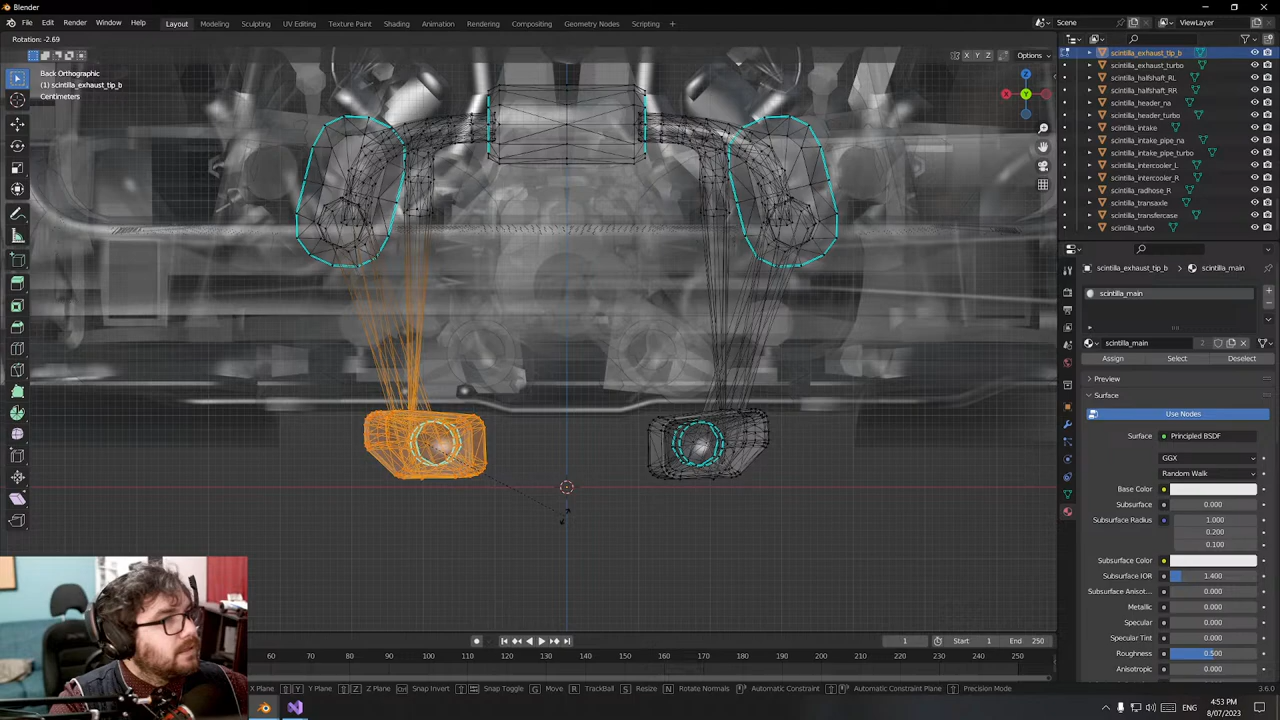 Blender
File Edit Render Window Help
Layout Modeling Sculpting UV Editing Texture Paint Shading Animation Rendering Compositing Geometry Nodes Scripting +
Scene
ViewLayer
Rotation: -2.69
X Y Z Options
Back Orthographic
(1) scintilla_exhaust_tip_b
Centimeters
Z
X
Y
scintilla_exhaust_tip_b
scintilla_exhaust_turbo
scintilla_halfshaft_RL
scintilla_halfshaft_RR
scintilla_header_na
scintilla_header_turbo
scintilla_intake
scintilla_intake_pipe_na
scintilla_intake_pipe_turbo
scintilla_intercooler_L
scintilla_intercooler_R
scintilla_radhose_R
scintilla_transaxle
scintilla_transfercase
scintilla_turbo
scintilla_exhaust_tip_b > scintilla_main
scintilla_main
scintilla_main 2
Assign Select Deselect
Preview
Surface
Use Nodes
Surface Principled BSDF
GGX
Random Walk
Base Color
Subsurface 0.000
Subsurface Radius 1.000
0.200
0.100
Subsurface Color
Subsurface IOR 1.400
Subsurface Anisot... 0.000
Metallic 0.000
Specular 0.000
Specular Tint 0.000
Roughness 0.500
Anisotropic 0.000
1 Start 1 End 250
60 70 80 90 100 110 120 130 140 150 160 170 180 190 200 210 220 230 240 250
X Plane Y Plane Z Plane Snap Invert Snap Toggle G Move R TrackBall S Resize N Rotate Normals Automatic Constraint Automatic Constraint Plane Precision Mode 3.6.0
ENG 4:53 PM
8/07/2023